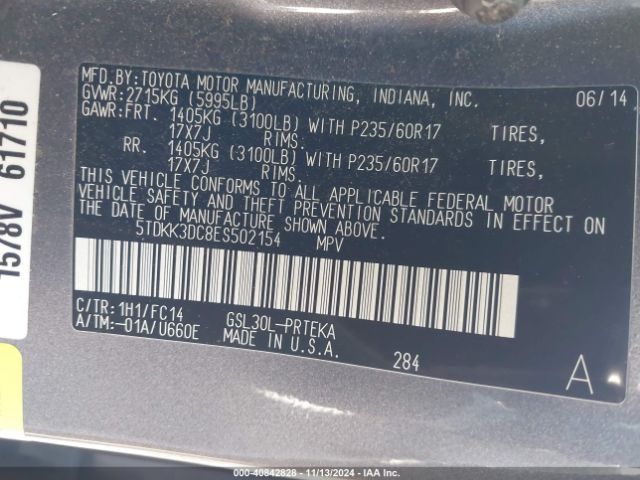 MFD.BY:TOYOTA MOTOR MANUFACTURING, INDIANA, INC. 06/14
GVWR:2715KG (5995LB)
GAWR:FRT. 1405KG (3100LB) WITH P235/60R17 TIRES,
17X7J RIMS.
RR. 1405KG (3100LB) WITH P235/60R17 TIRES,
17X7J RIMS.
THIS VEHICLE CONFORMS TO ALL APPLICABLE FEDERAL MOTOR
VEHICLE SAFETY AND THEFT PREVENTION STANDARDS IN EFFECT ON
THE DATE OF MANUFACTURE SHOWN ABOVE.
5TDKK3DC8ES502154 MPV
C/TR:1H1/FC14 GSL30L-PRTEKA
A/TM:-01A/U660E MADE IN U.S.A. 284
A
1578V 61710
000-40842828 - 11/13/2024 - IAA Inc.